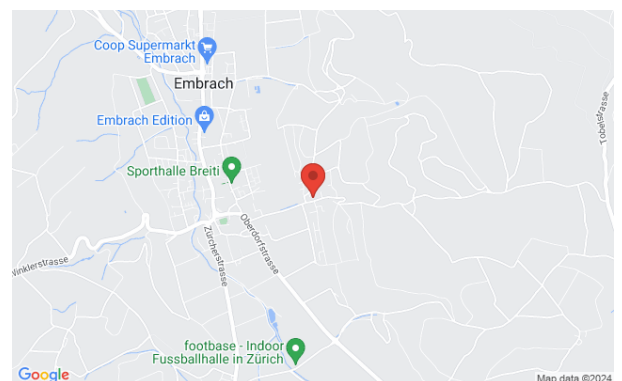 Coop Supermarkt
Embrach
Embrach
Embrach Edition
Tobelstrasse
Sporthalle Breiti
Oberdorfstrasse
Zürcherstrasse
Winklerstrasse
footbase - Indoor
Fussballhalle in Zürich
Google
Map data ©2024